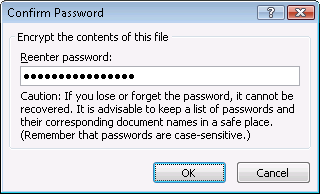 Confirm Password
Encrypt the contents of this file
Reenter password:
●●●●●●●●●●●●●●●●
Caution: If you lose or forget the password, it cannot be
recovered. It is advisable to keep a list of passwords and
their corresponding document names in a safe place.
(Remember that passwords are case-sensitive.)
OK
Cancel